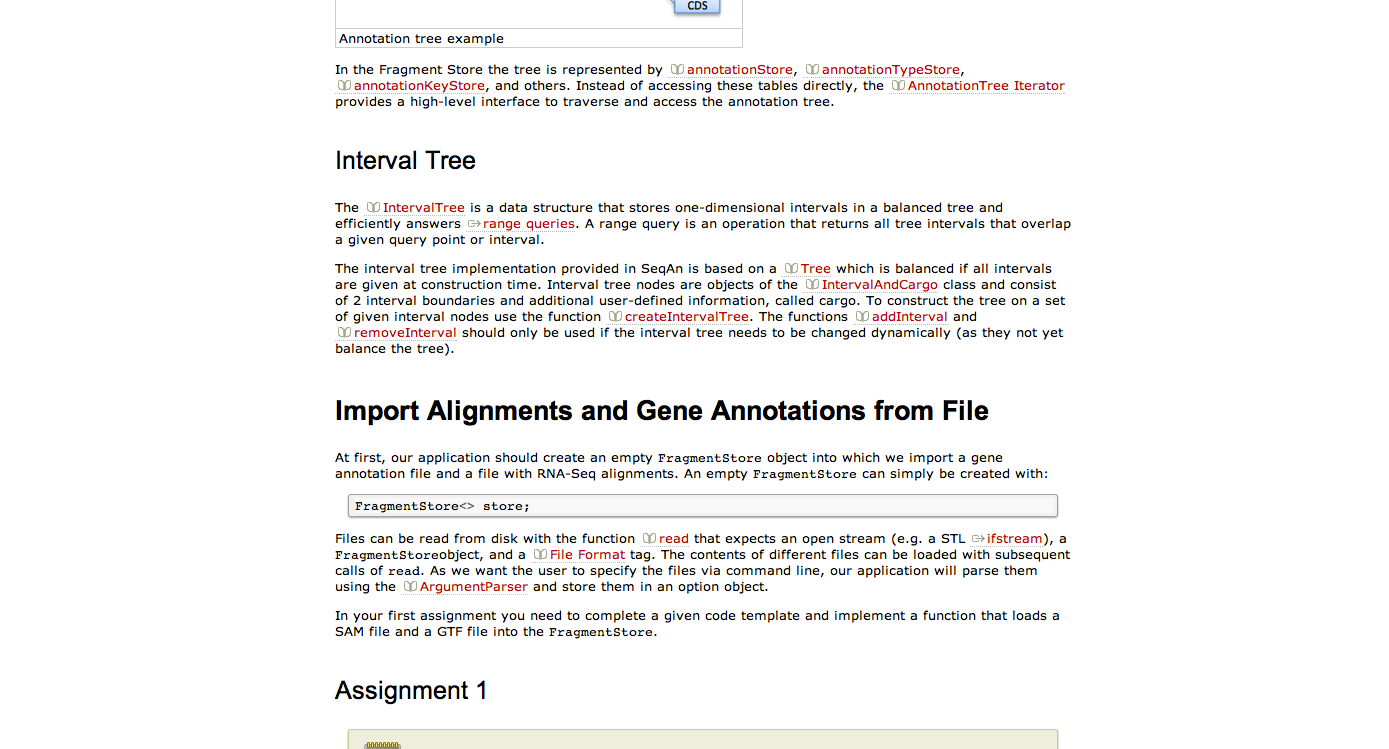 CDS
Annotation tree example
In the Fragment Store the tree is represented by annotationStore, annotationTypeStore,
annotationKeyStore, and others. Instead of accessing these tables directly, the AnnotationTree Iterator
provides a high-level interface to traverse and access the annotation tree.
Interval Tree
The IntervalTree is a data structure that stores one-dimensional intervals in a balanced tree and
efficiently answers range queries. A range query is an operation that returns all tree intervals that overlap
a given query point or interval.
The interval tree implementation provided in SeqAn is based on a Tree which is balanced if all intervals
are given at construction time. Interval tree nodes are objects of the IntervalAndCargo class and consist
of 2 interval boundaries and additional user-defined information, called cargo. To construct the tree on a set
of given interval nodes use the function createIntervalTree. The functions addInterval and
removeInterval should only be used if the interval tree needs to be changed dynamically (as they not yet
balance the tree).
Import Alignments and Gene Annotations from File
At first, our application should create an empty FragmentStore object into which we import a gene
annotation file and a file with RNA-Seq alignments. An empty FragmentStore can simply be created with:
FragmentStore<> store;
Files can be read from disk with the function read that expects an open stream (e.g. a STL ifstream), a
FragmentStoreobject, and a File Format tag. The contents of different files can be loaded with subsequent
calls of read. As we want the user to specify the files via command line, our application will parse them
using the ArgumentParser and store them in an option object.
In your first assignment you need to complete a given code template and implement a function that loads a
SAM file and a GTF file into the FragmentStore.
Assignment 1